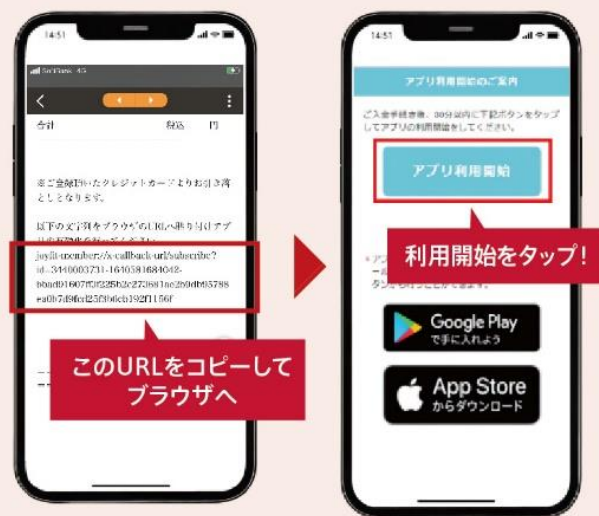 14:51
SoftBank 4G
合計 税込 円
※ご登録頂いたクレジットカードよりお引き落
としとなります。
以下の文字列をブラウザのURLへ貼り付けアプ
joyfit-member://x-callback-url/subscribe?
このURLをコピーして
ブラウザへ
14:51
アプリ利用開始のご案内
ご入会手続き後、30分以内に下記ボタンをタップ
してアプリの利用開始をしてください。
アプリ利用開始
利用開始をタップ!
Google Play
で手に入れよう
App Store
からダウンロード